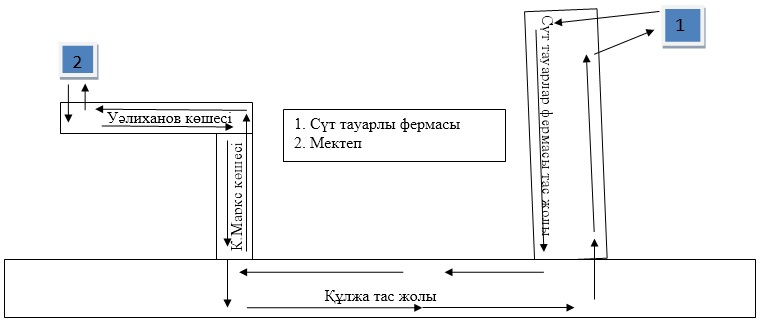 1
Сүт тауарлар фермасы тас жолы
2
Уәлиханов көшесі
1. Сүт тауарлы фермасы
2. Мектеп
К.Маркс көшесі
Құлжа тас жолы